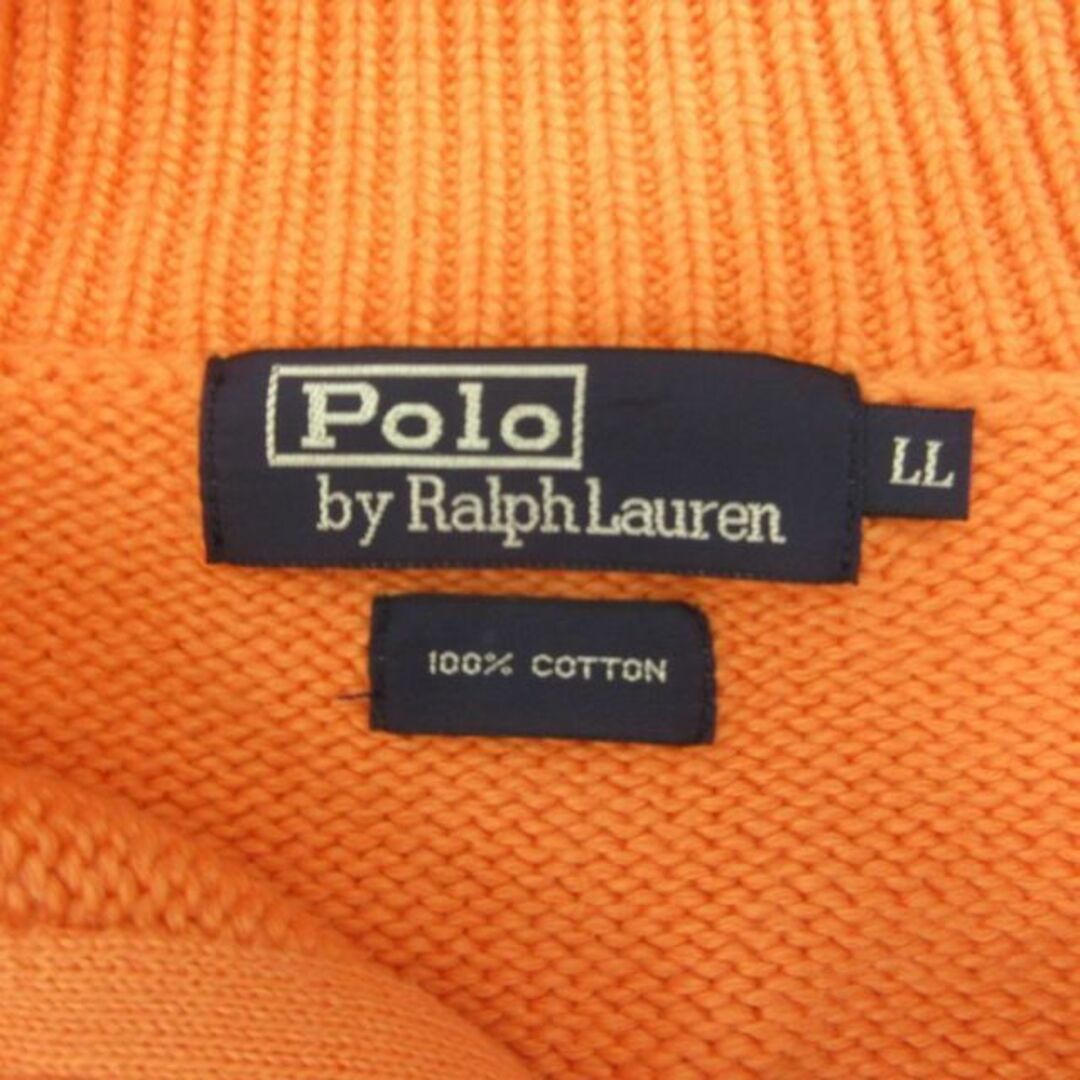 Polo
by Ralph Lauren
LL
100% COTTON